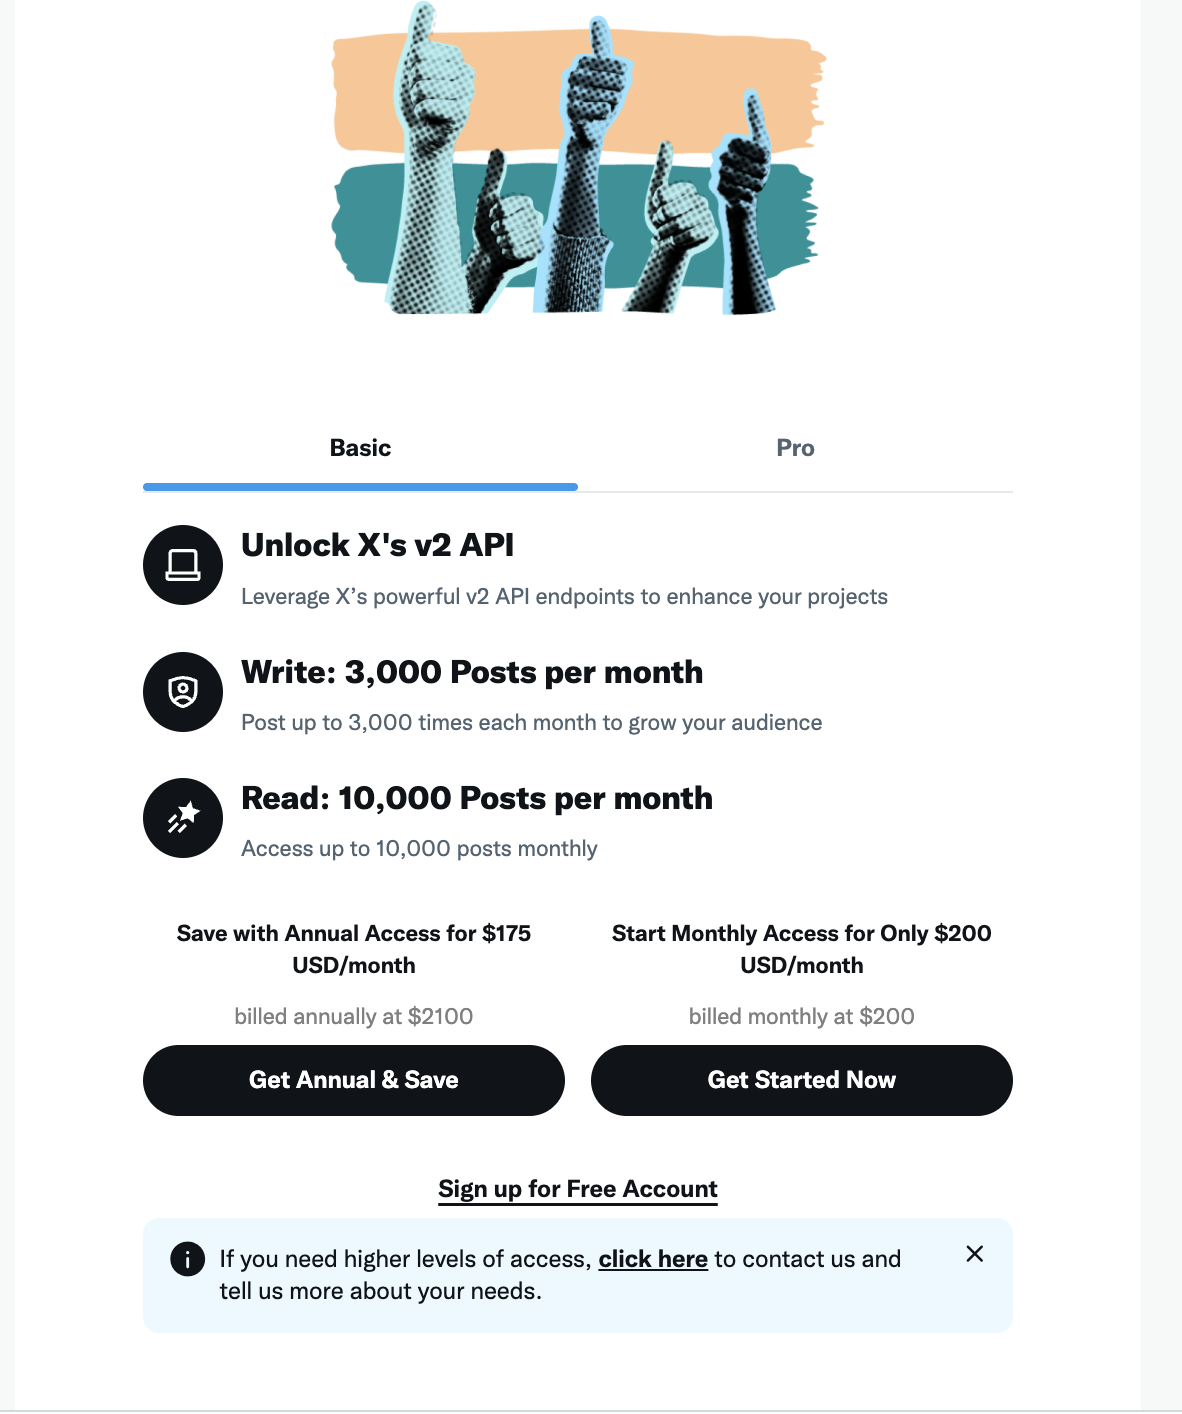 Basic
Pro
Unlock X's v2 API
Leverage X’s powerful v2 API endpoints to enhance your projects
Write: 3,000 Posts per month
Post up to 3,000 times each month to grow your audience
Read: 10,000 Posts per month
Access up to 10,000 posts monthly
Save with Annual Access for $175
USD/month
billed annually at $2100
Get Annual & Save
Start Monthly Access for Only $200
USD/month
billed monthly at $200
Get Started Now
Sign up for Free Account
If you need higher levels of access, click here to contact us and
tell us more about your needs.